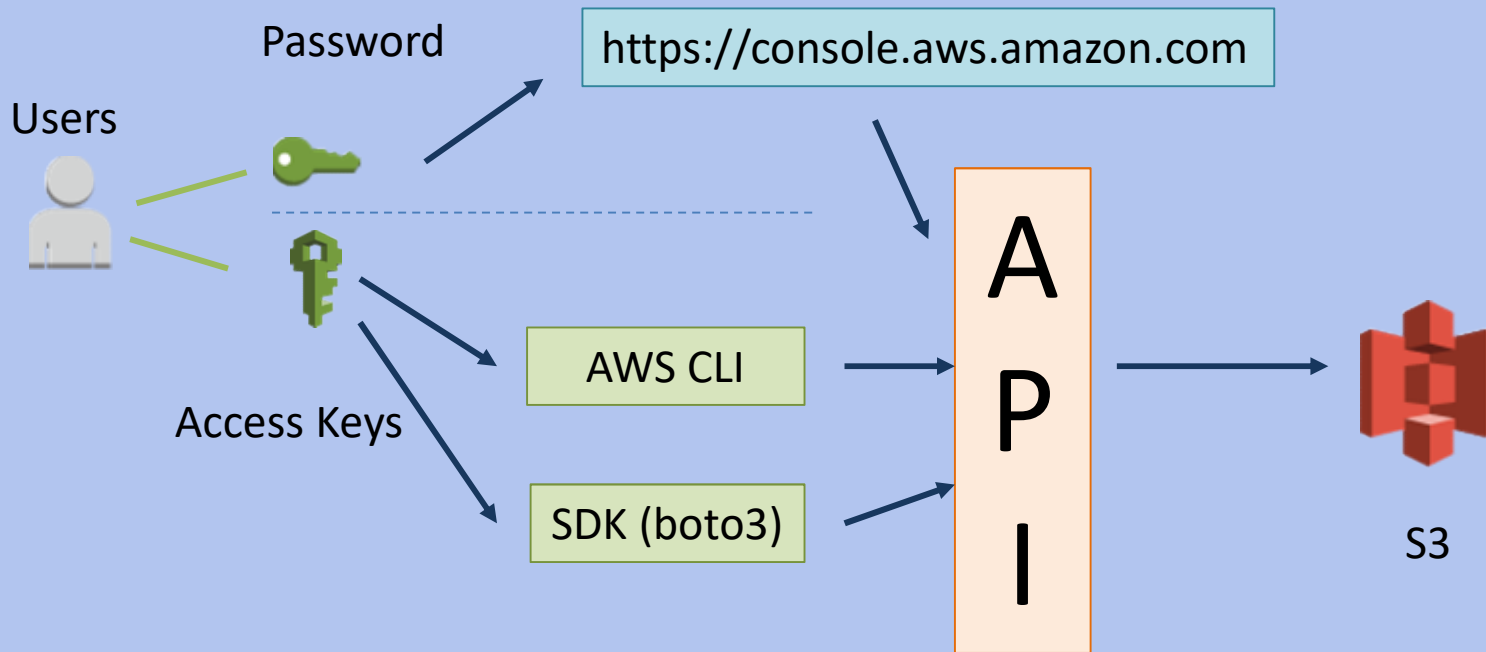 Password
https://console.aws.amazon.com
Users
Access Keys
AWS CLI
SDK (boto3)
A
P
I
S3